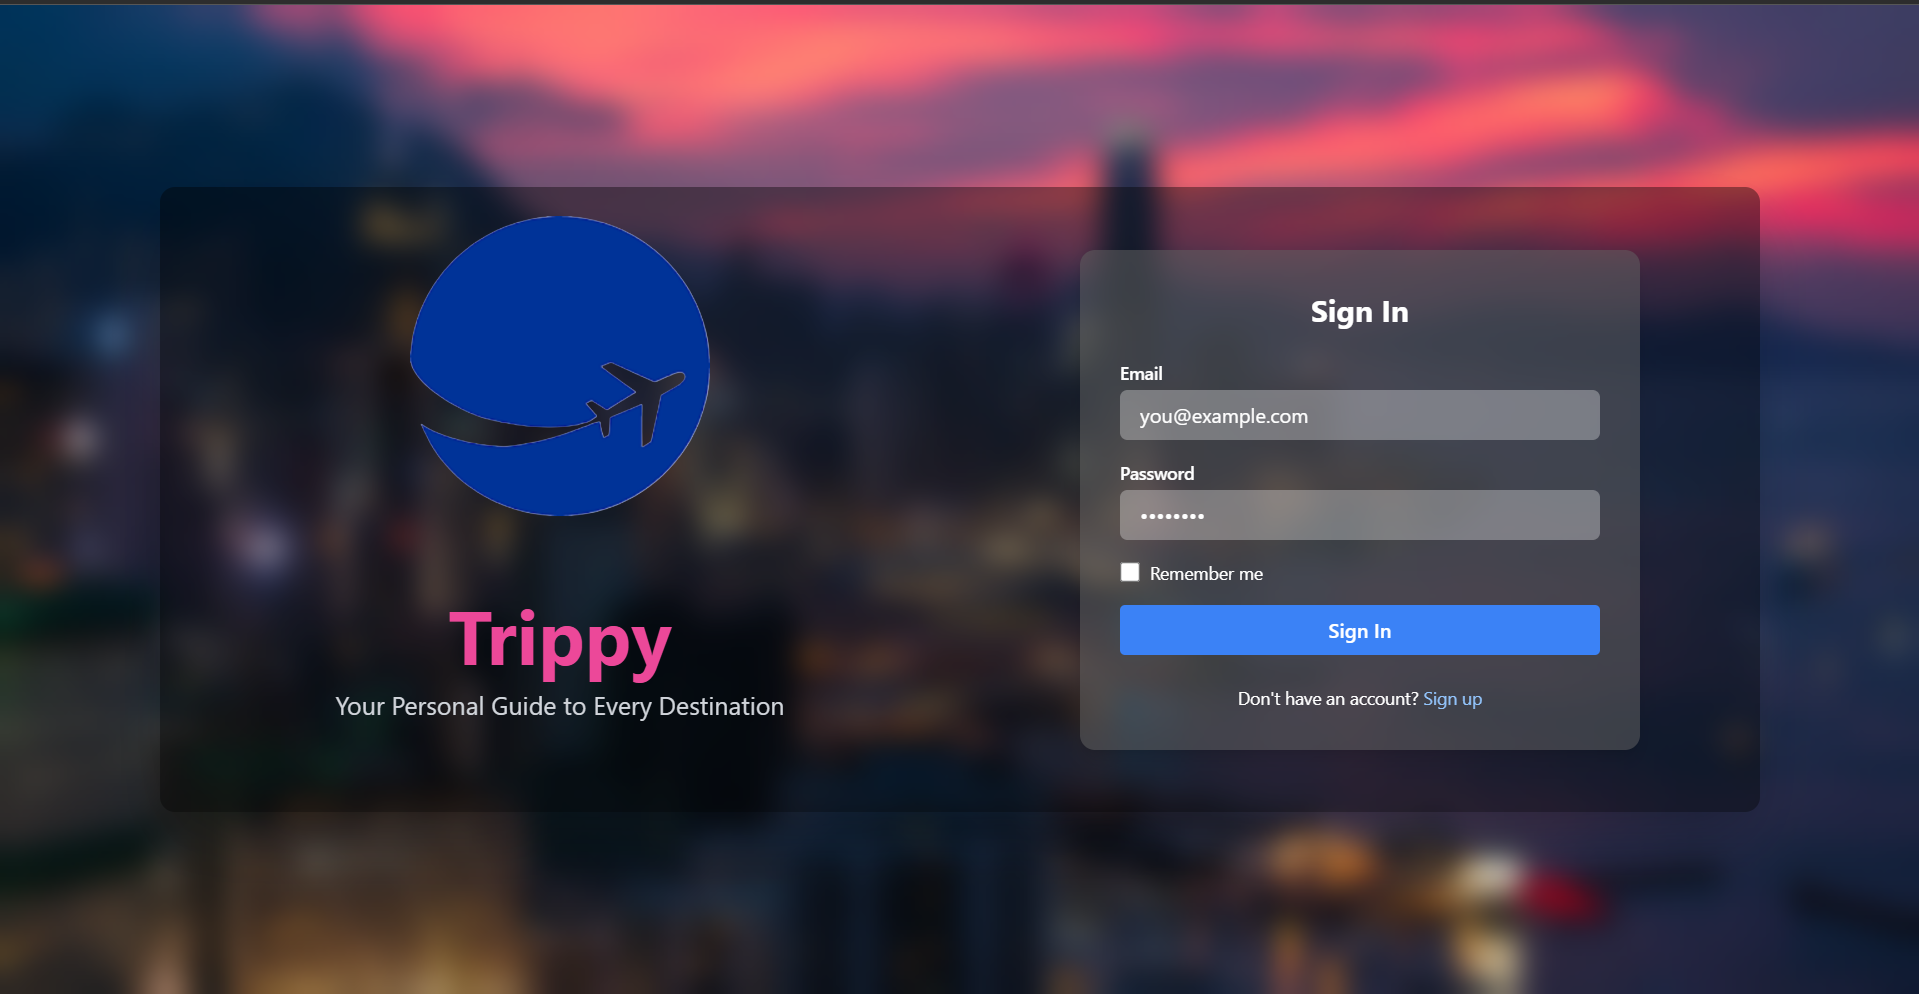 Trippy
Your Personal Guide to Every Destination
Sign In
Email
you@example.com
Password
••••••••
Remember me
Sign In
Don't have an account? Sign up